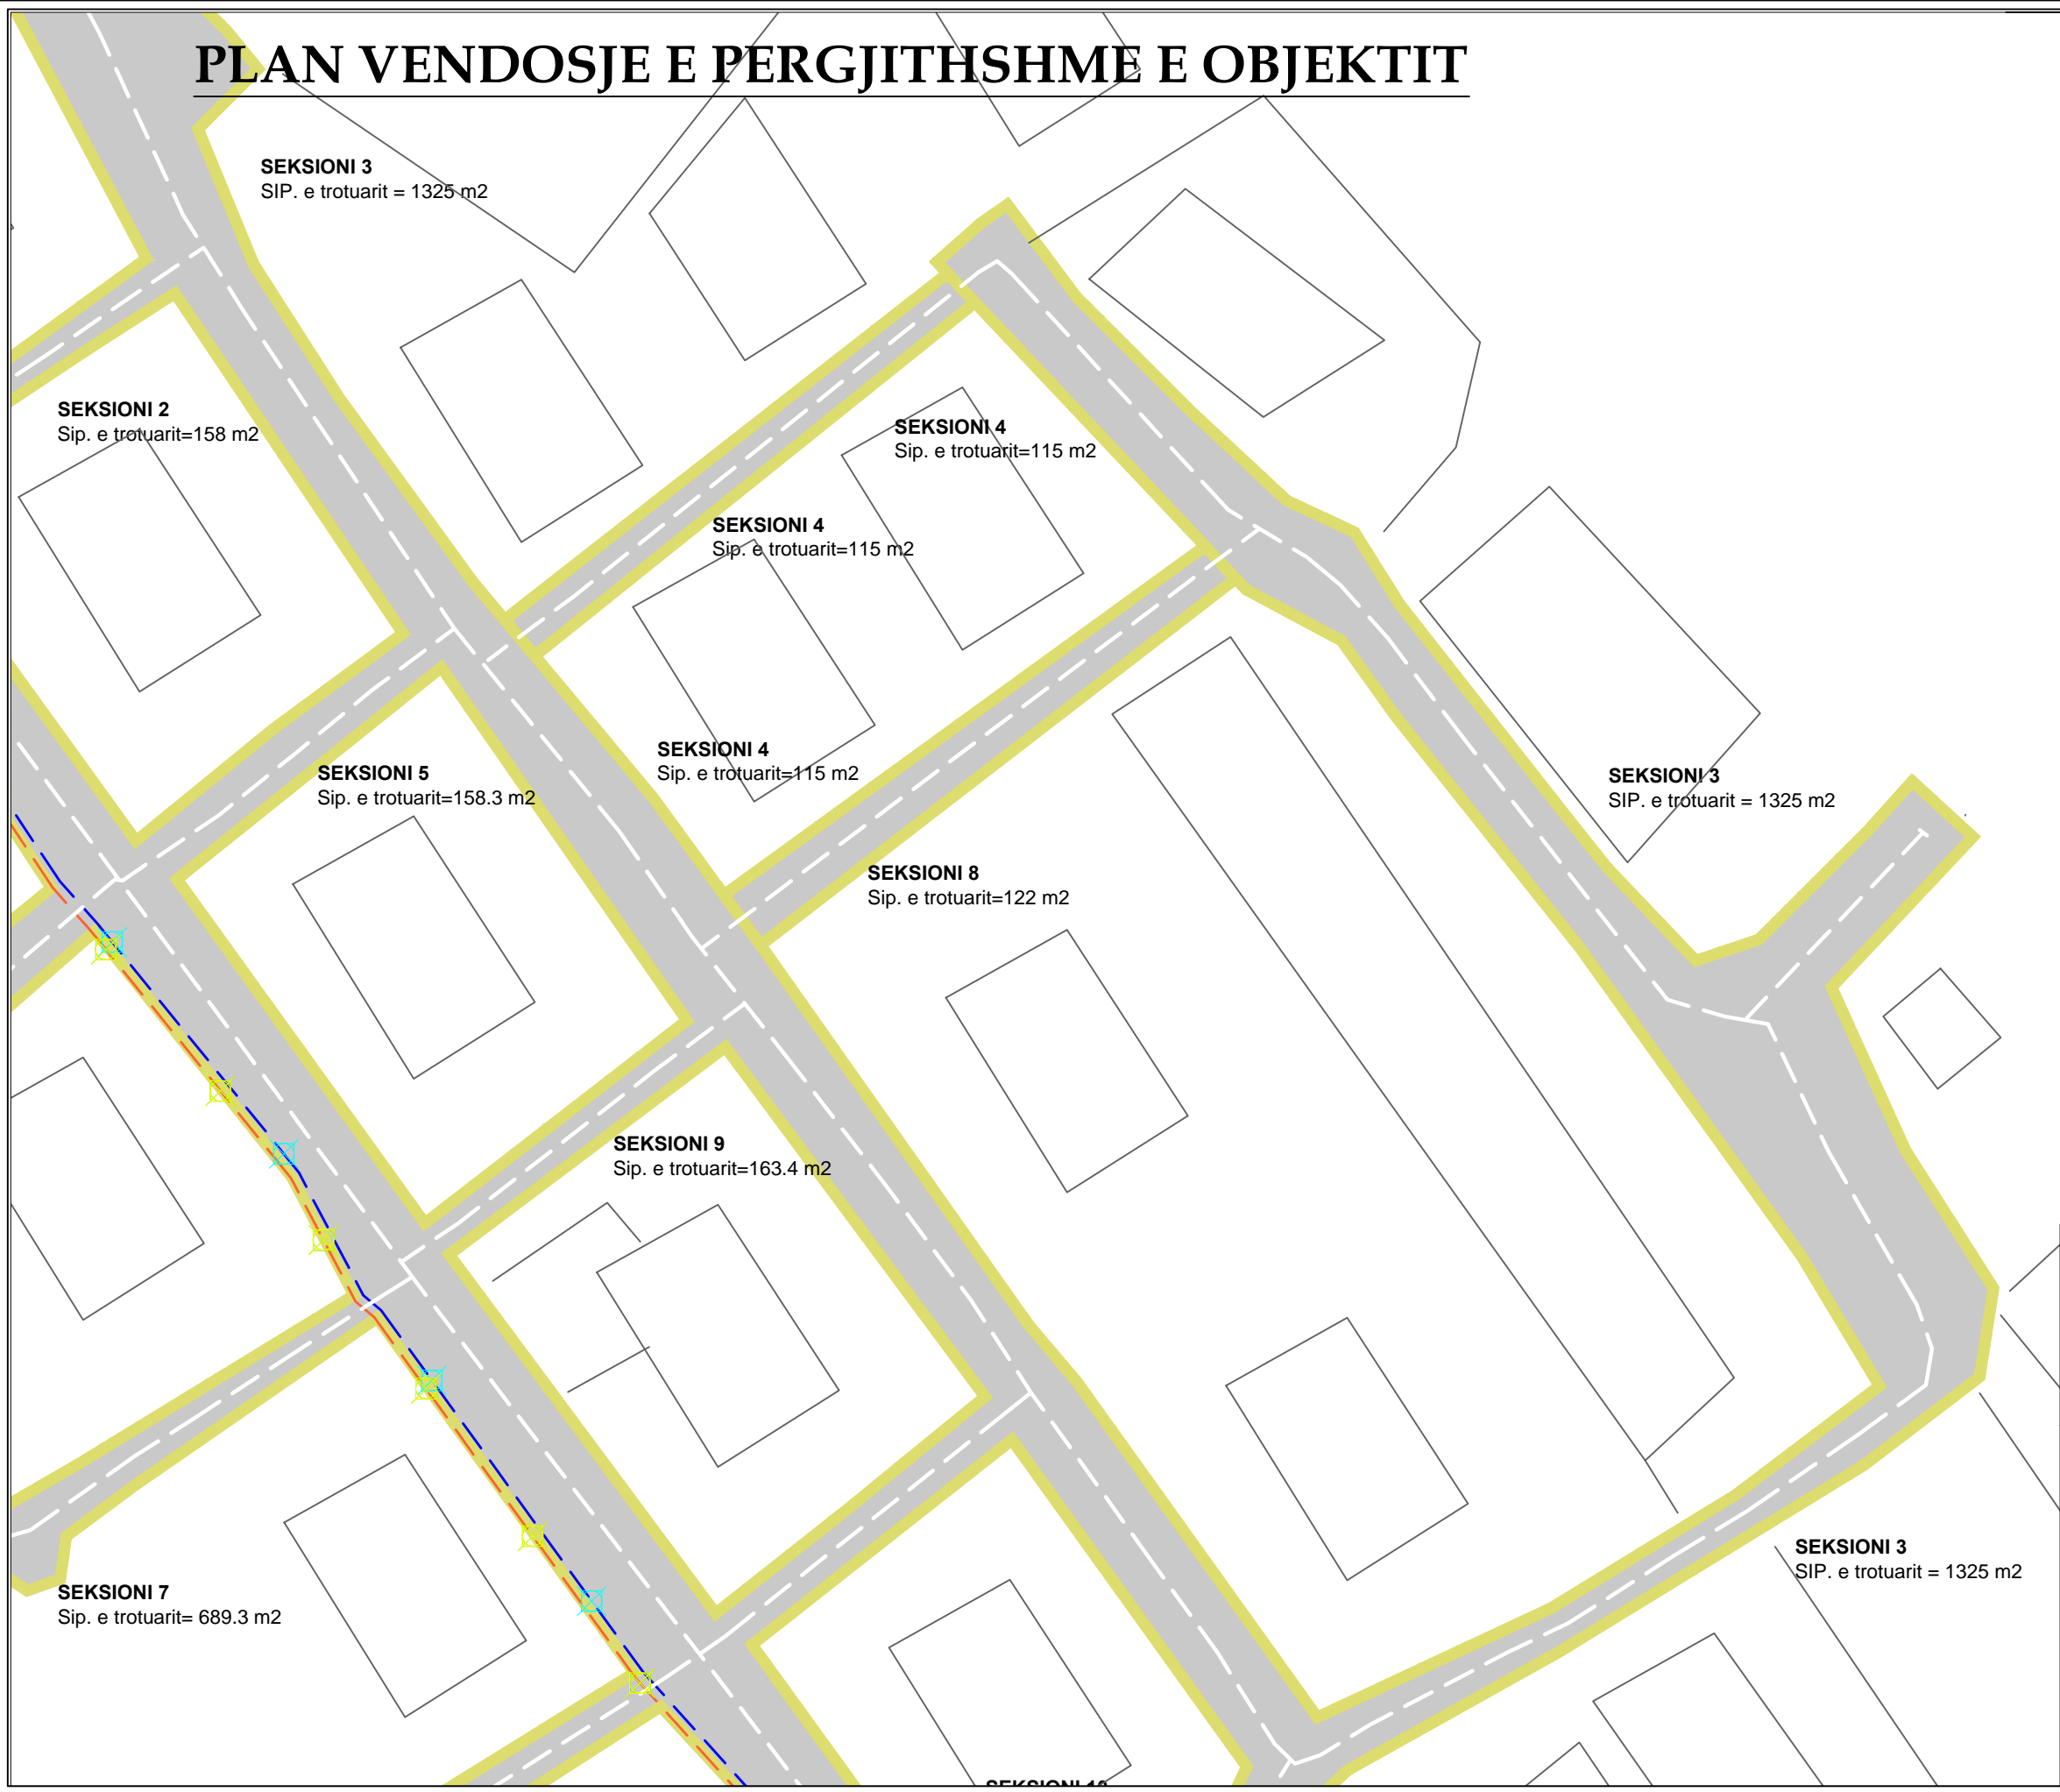 PLAN VENDOSJE E PERGJITHSHME E OBJEKTIT
SEKSIONI 3
SIP. e trotuarit = 1325 m2
SEKSIONI 2
Sip. e trotuarit=158 m2
SEKSIONI 4
Sip. e trotuarit=115 m2
SEKSIONI 4
Sip. e trotuarit=115 m2
SEKSIONI 4
Sip. e trotuarit=115 m2
SEKSIONI 5
Sip. e trotuarit=158.3 m2
SEKSIONI 3
SIP. e trotuarit = 1325 m2
SEKSIONI 8
Sip. e trotuarit=122 m2
SEKSIONI 9
Sip. e trotuarit=163.4 m2
SEKSIONI 3
SIP. e trotuarit = 1325 m2
SEKSIONI 7
Sip. e trotuarit= 689.3 m2
SEKSIONI